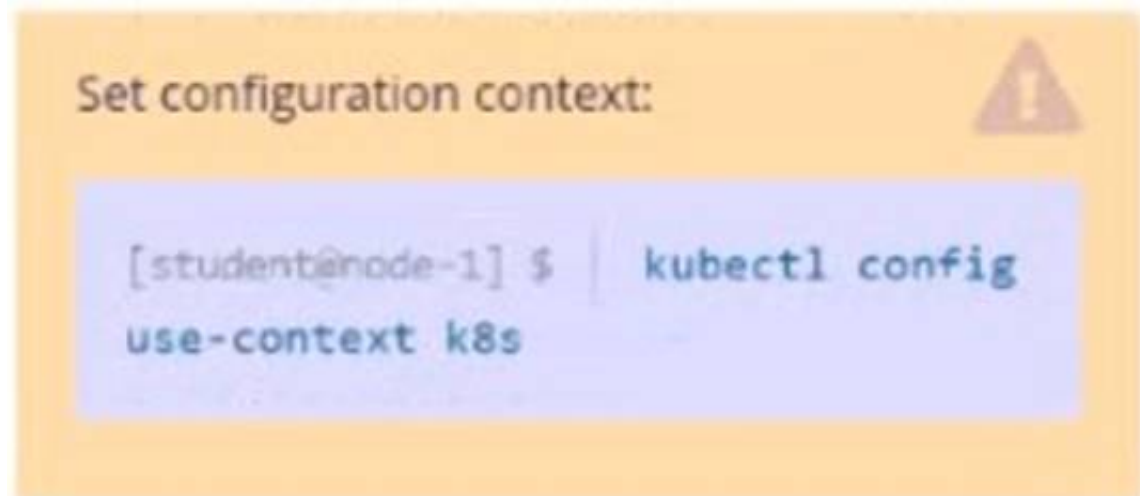 Set configuration context:
[student@node-1] $ | kubectl config
use-context k8s